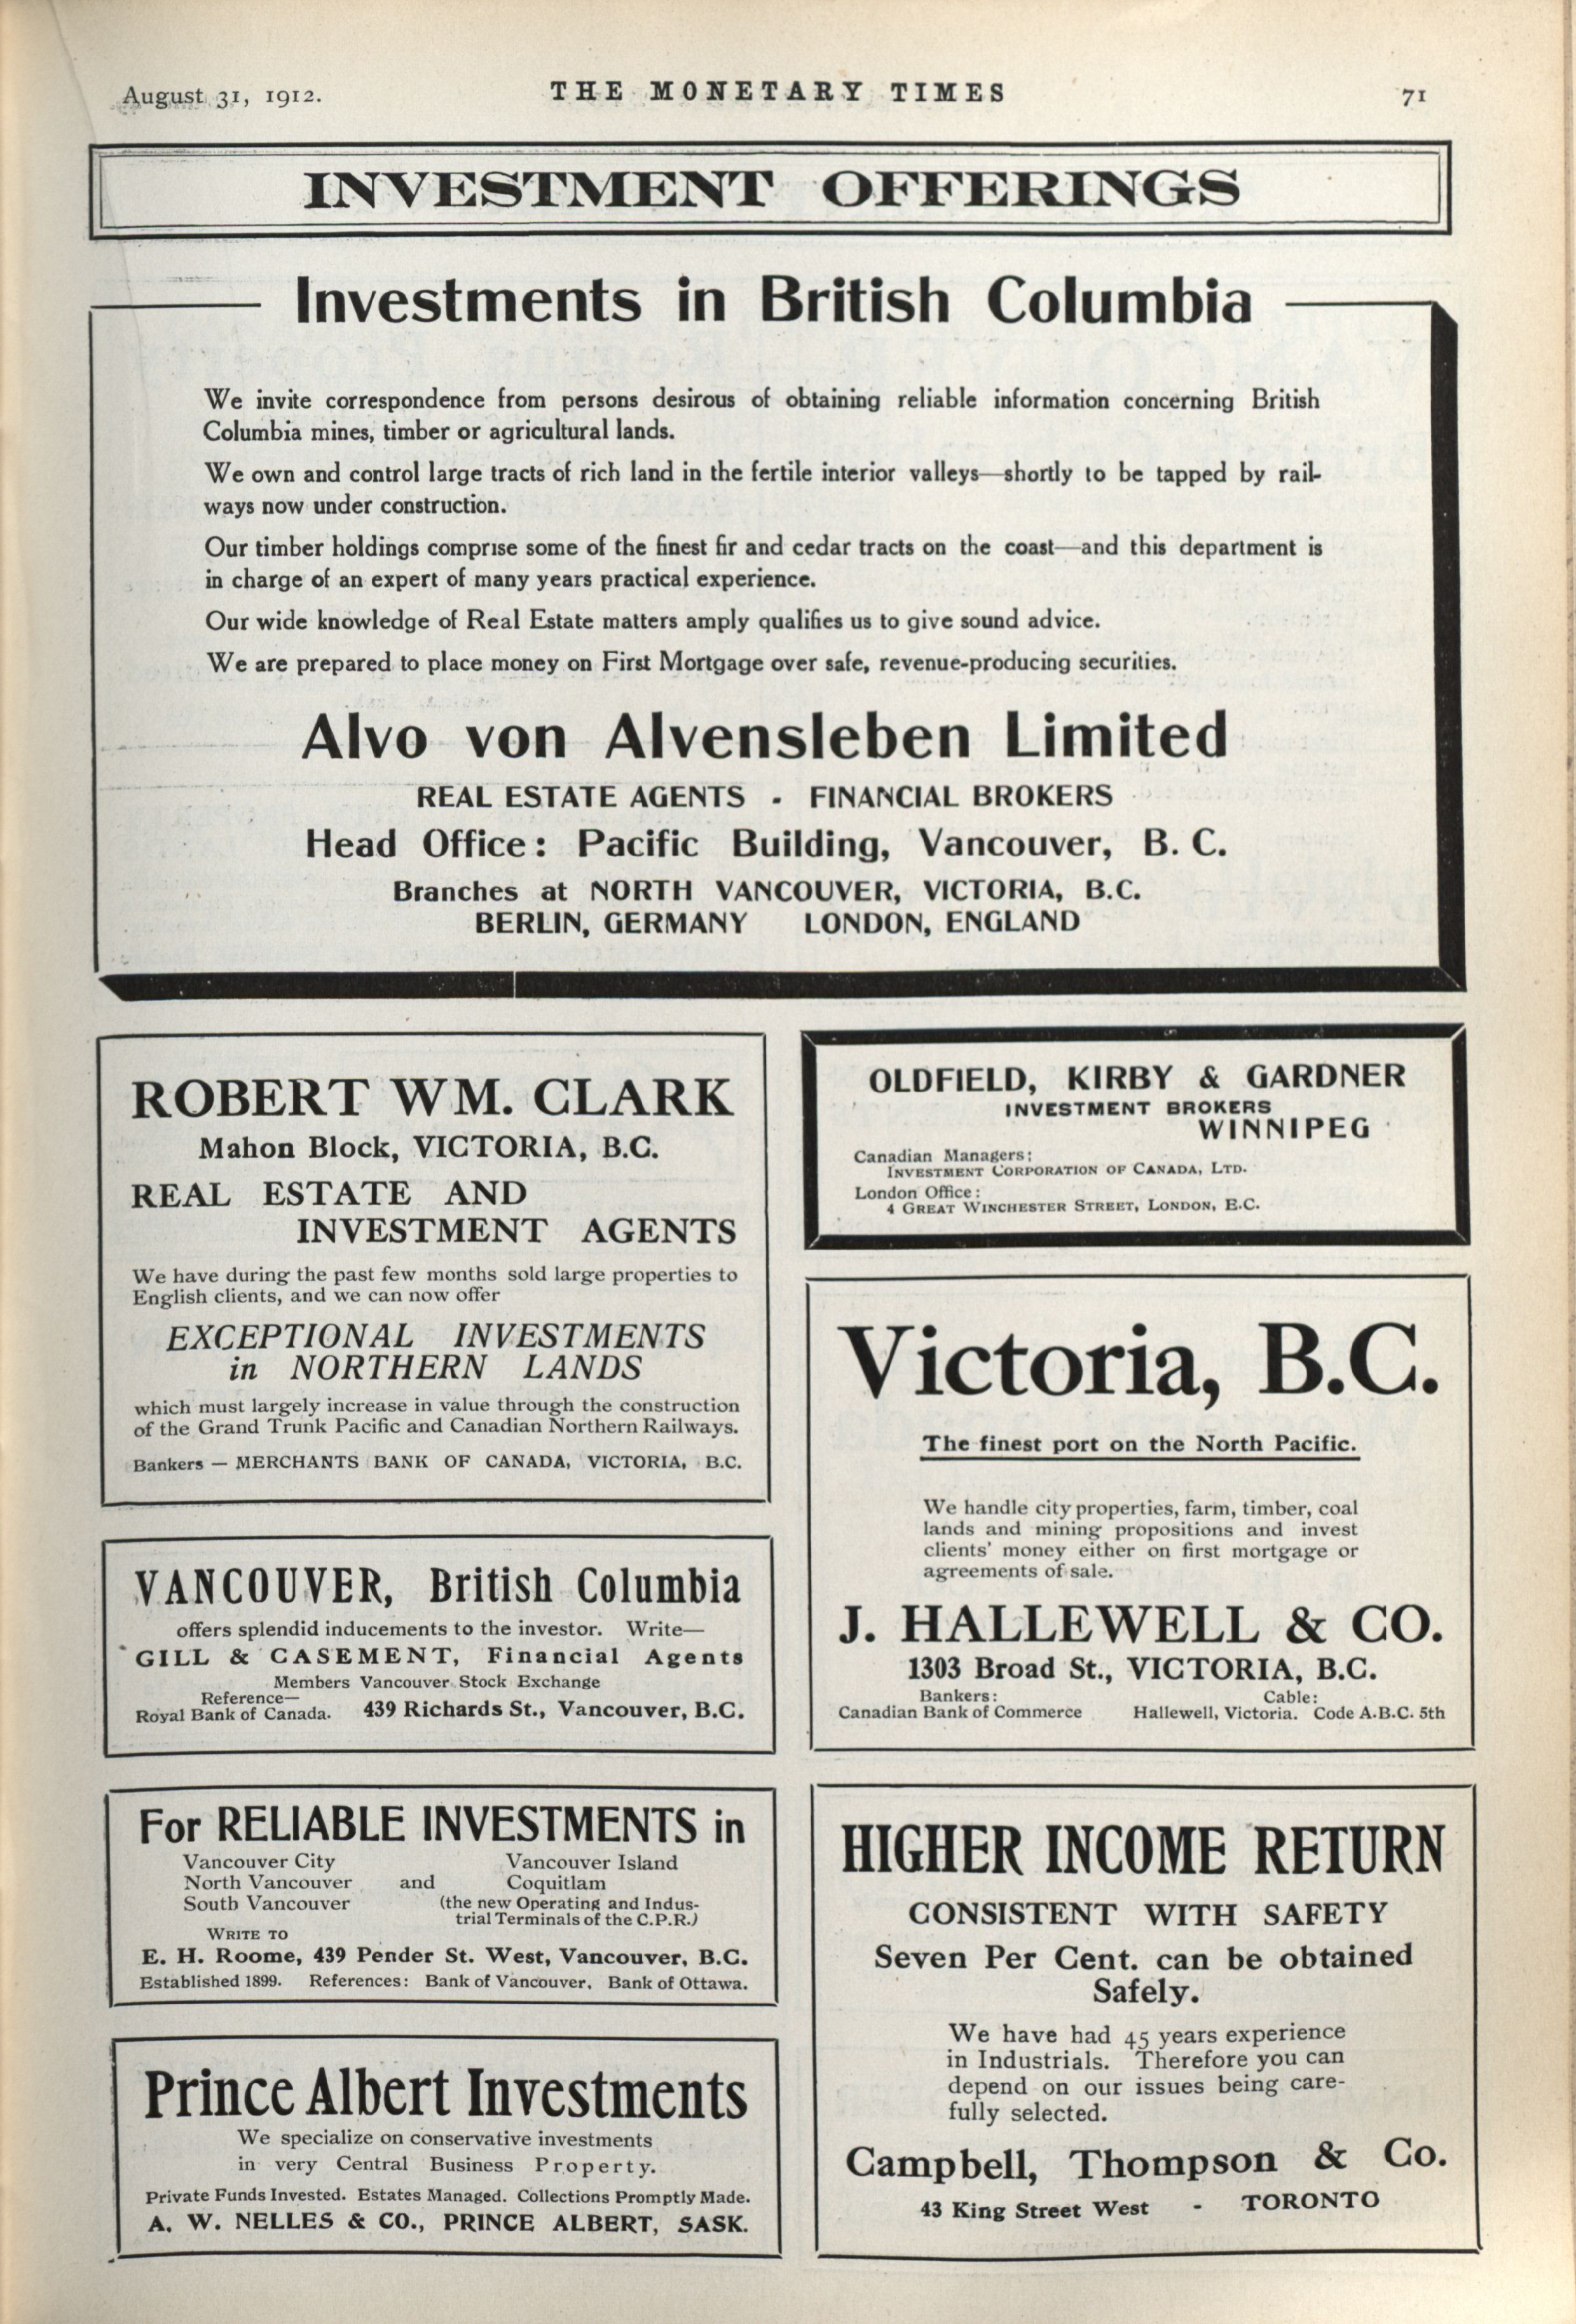 August 31, 1912.
THE MONETARY TIMES
71
INVESTMENT OFFERINGS
Investments in British Columbia
We invite correspondence from persons desirous of obtaining reliable information concerning British
Columbia mines, timber or agricultural lands.
We own and control large tracts of rich land in the fertile interior valleys—shortly to be tapped by rail-
ways now under construction.
Our timber holdings comprise some of the finest fir and cedar tracts on the coast—and this department is
in charge of an expert of many years practical experience.
Our wide knowledge of Real Estate matters amply qualifies us to give sound advice.
We are prepared to place money on First Mortgage over safe, revenue-producing securities.
Alvo von Alvensleben Limited
REAL ESTATE AGENTS - FINANCIAL BROKERS
Head Office: Pacific Building, Vancouver, B. C.
Branches at NORTH VANCOUVER, VICTORIA, B.C.
BERLIN, GERMANY LONDON, ENGLAND
ROBERT WM. CLARK
Mahon Block, VICTORIA, B.C.
REAL ESTATE AND
INVESTMENT AGENTS
We have during the past few months sold large properties to
English clients, and we can now offer
EXCEPTIONAL INVESTMENTS
in NORTHERN LANDS
which must largely increase in value through the construction
of the Grand Trunk Pacific and Canadian Northern Railways.
Bankers — MERCHANTS BANK OF CANADA, VICTORIA, B.C.
VANCOUVER, British Columbia
offers splendid inducements to the investor. Write—
GILL & CASEMENT, Financial Agents
Members Vancouver Stock Exchange
Reference—
Royal Bank of Canada. 439 Richards St., Vancouver, B.C.
For RELIABLE INVESTMENTS in
Vancouver City Vancouver Island
North Vancouver and Coquitlam
South Vancouver (the new Operating and Indus-
trial Terminals of the C.P.R.)
WRITE TO
E. H. Roome, 439 Pender St. West, Vancouver, B.C.
Established 1899. References: Bank of Vancouver. Bank of Ottawa.
Prince Albert Investments
We specialize on conservative investments
in very Central Business Property.
Private Funds Invested. Estates Managed. Collections Promptly Made.
A. W. NELLES & CO., PRINCE ALBERT, SASK.
OLDFIELD, KIRBY & GARDNER
INVESTMENT BROKERS
WINNIPEG
Canadian Managers:
INVESTMENT CORPORATION OF CANADA, LTD.
London Office:
4 GREAT WINCHESTER STREET, LONDON, E.C.
Victoria, B.C.
The finest port on the North Pacific.
We handle city properties, farm, timber, coal
lands and mining propositions and invest
clients' money either on first mortgage or
agreements of sale.
J. HALLEWELL & CO.
1303 Broad St., VICTORIA, B.C.
Bankers: Cable:
Canadian Bank of Commerce Hallewell, Victoria. Code A.B.C. 5th
HIGHER INCOME RETURN
CONSISTENT WITH SAFETY
Seven Per Cent. can be obtained
Safely.
We have had 45 years experience
in Industrials. Therefore you can
depend on our issues being care-
fully selected.
Campbell, Thompson & Co.
43 King Street West - TORONTO